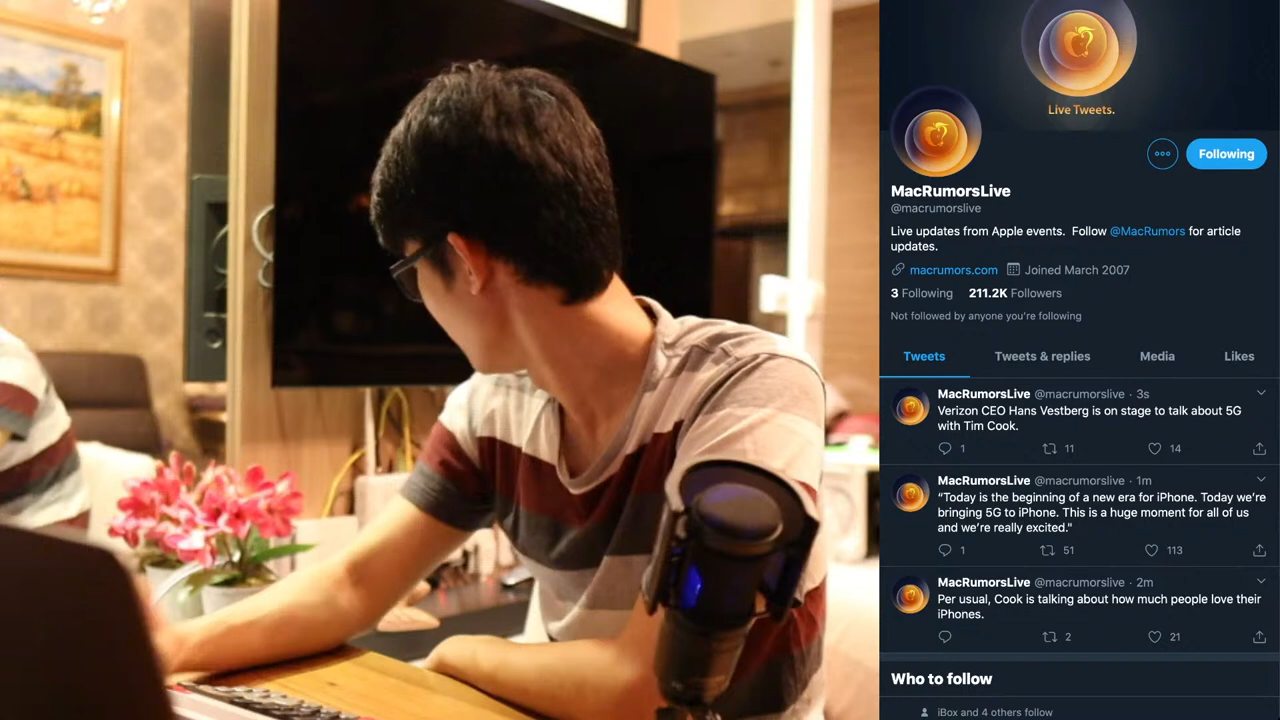 Live Tweets.
Following
MacRumorsLive
@macrumorslive
Live updates from Apple events. Follow @MacRumors for article
updates.
macrumors.com Joined March 2007
3 Following 211.2K Followers
Not followed by anyone you're following
Tweets Tweets & replies Media Likes
MacRumorsLive @macrumorslive · 3s
Verizon CEO Hans Vestberg is on stage to talk about 5G
with Tim Cook.
1 11 14
MacRumorsLive @macrumorslive · 1m
“Today is the beginning of a new era for iPhone. Today we’re
bringing 5G to iPhone. This is a huge moment for all of us
and we’re really excited."
1 51 113
MacRumorsLive @macrumorslive · 2m
Per usual, Cook is talking about how much people love their
iPhones.
2 21
Who to follow
iBox and 4 others follow